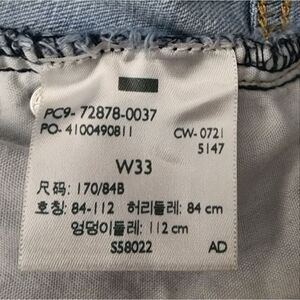 PC9- 72878-0037
PO- 4100490811 CW-0721
5147
W33
尺码: 170/84B
호칭: 84-112 허리둘레: 84 cm
엉덩이둘레: 112 cm
S58022 AD